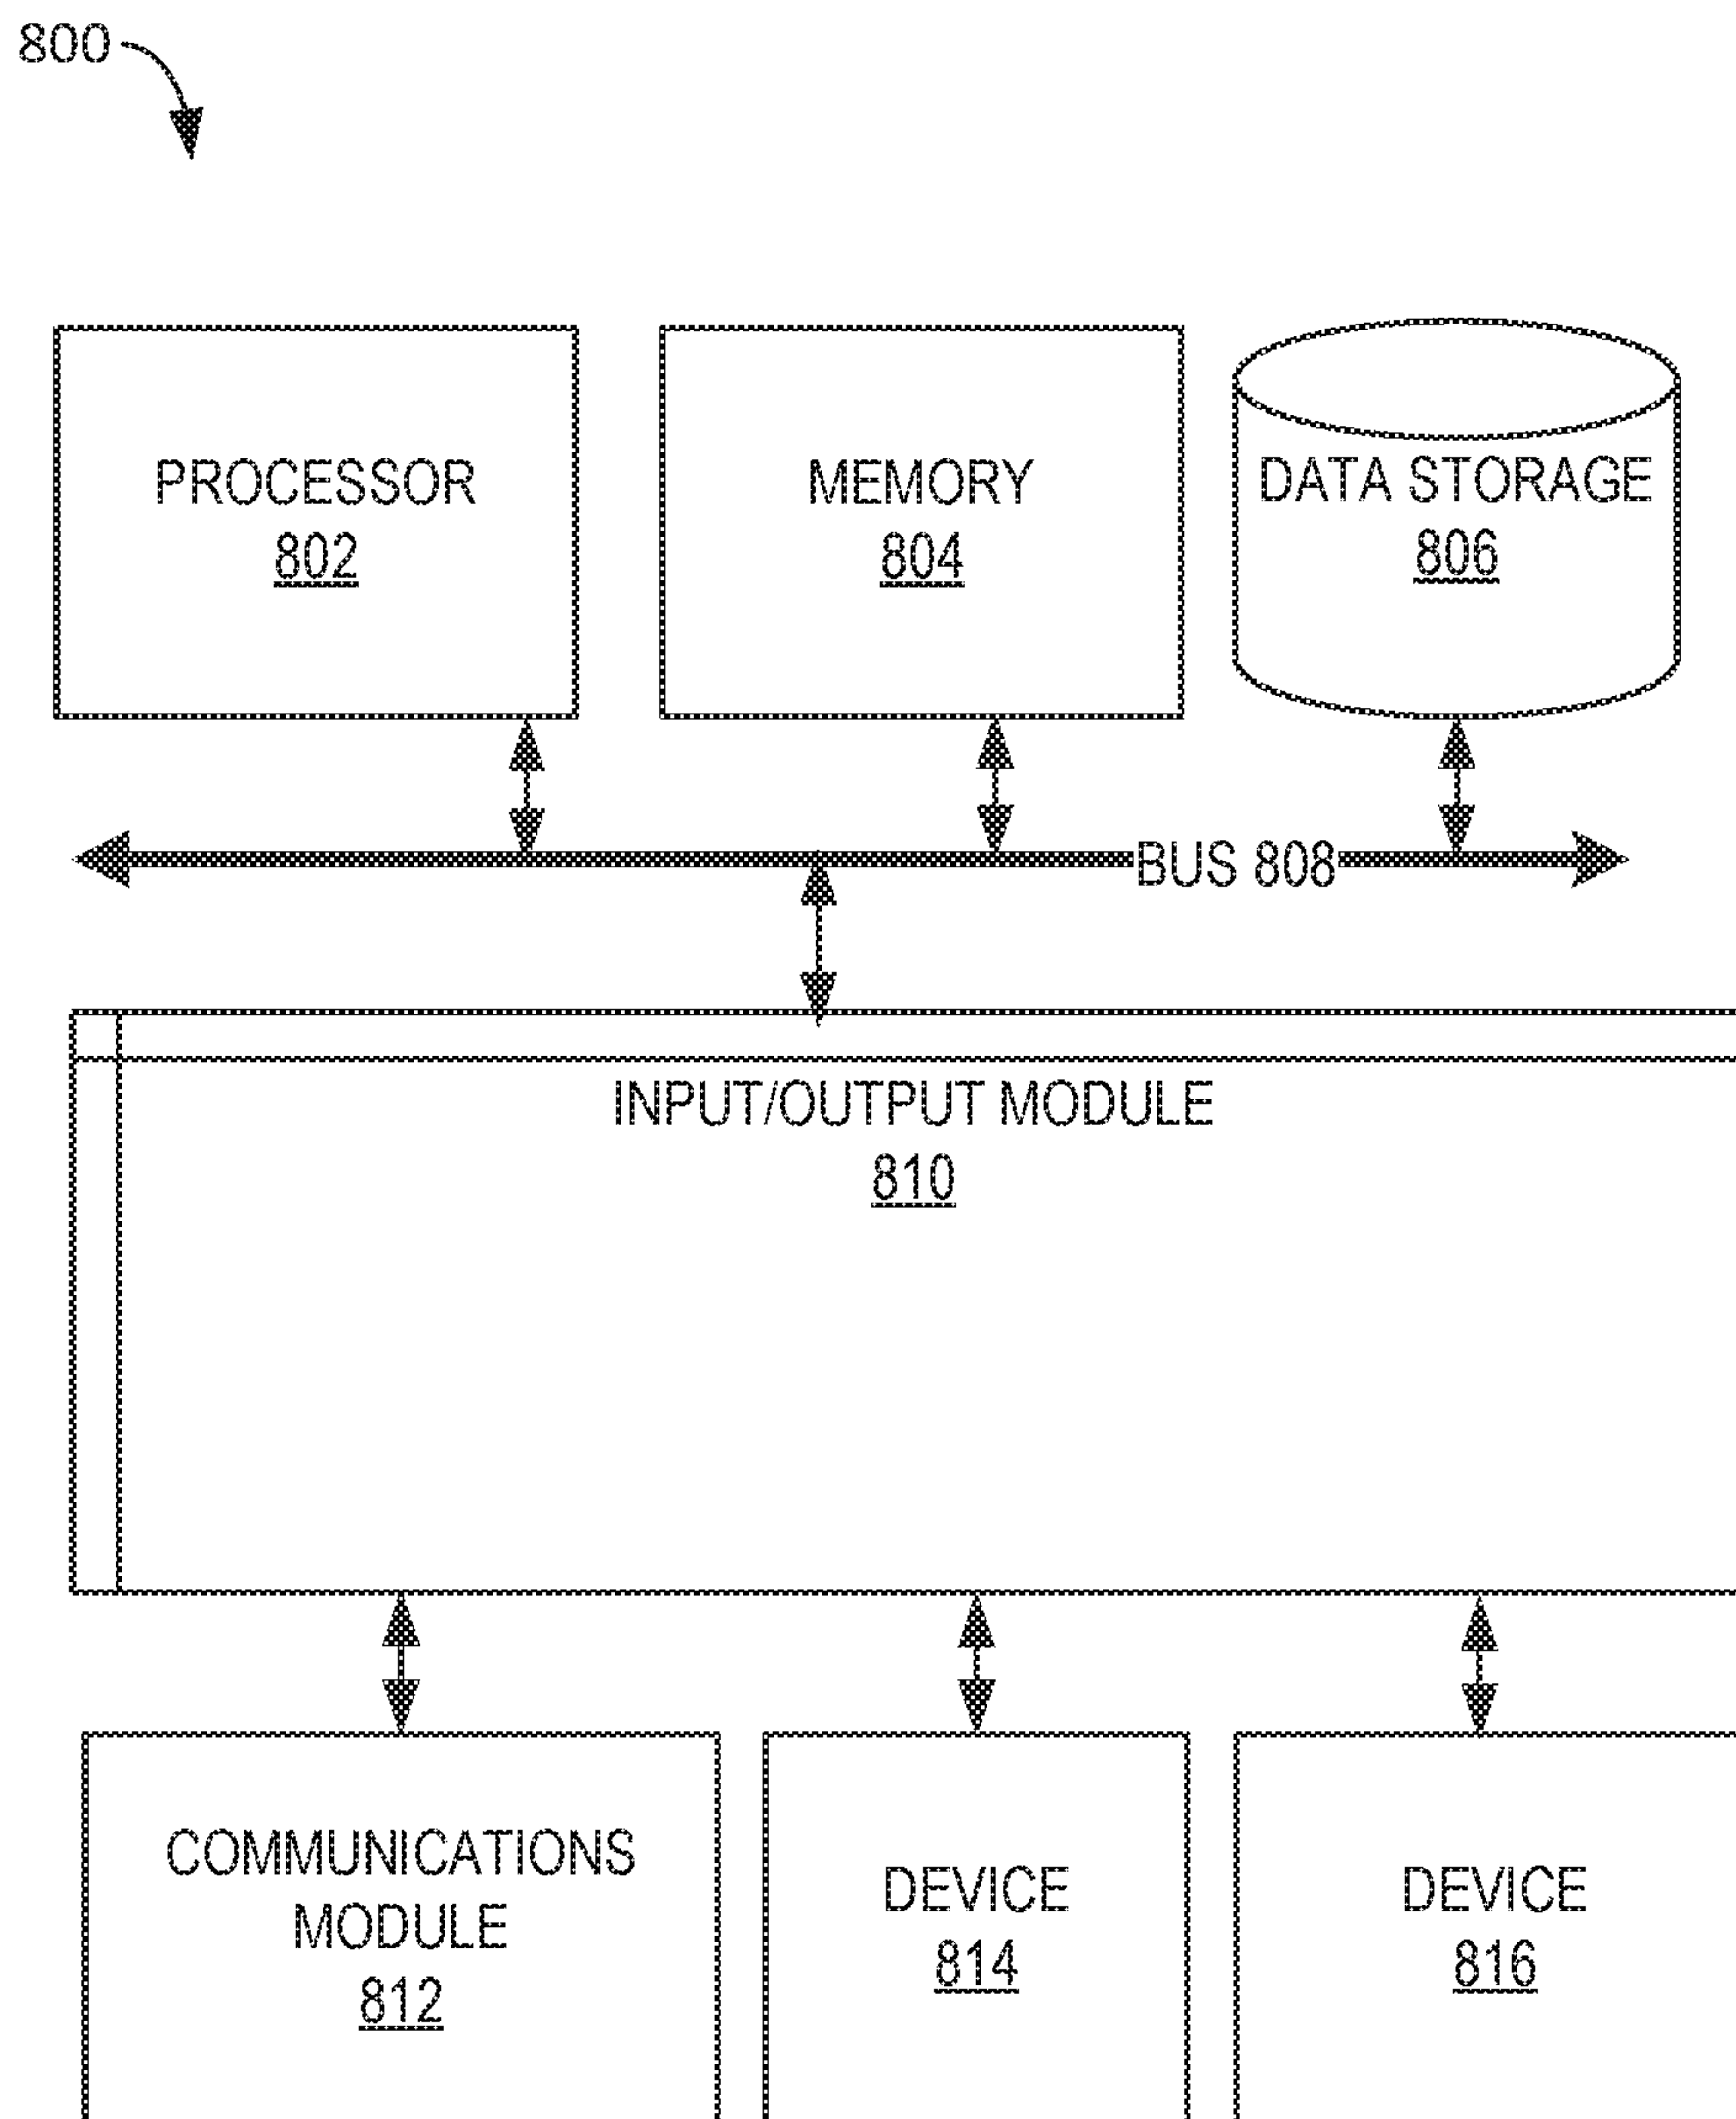 800
PROCESSOR
802
MEMORY
804
DATA STORAGE
806
BUS 808
INPUT/OUTPUT MODULE
810
COMMUNICATIONS
MODULE
812
DEVICE
814
DEVICE
816